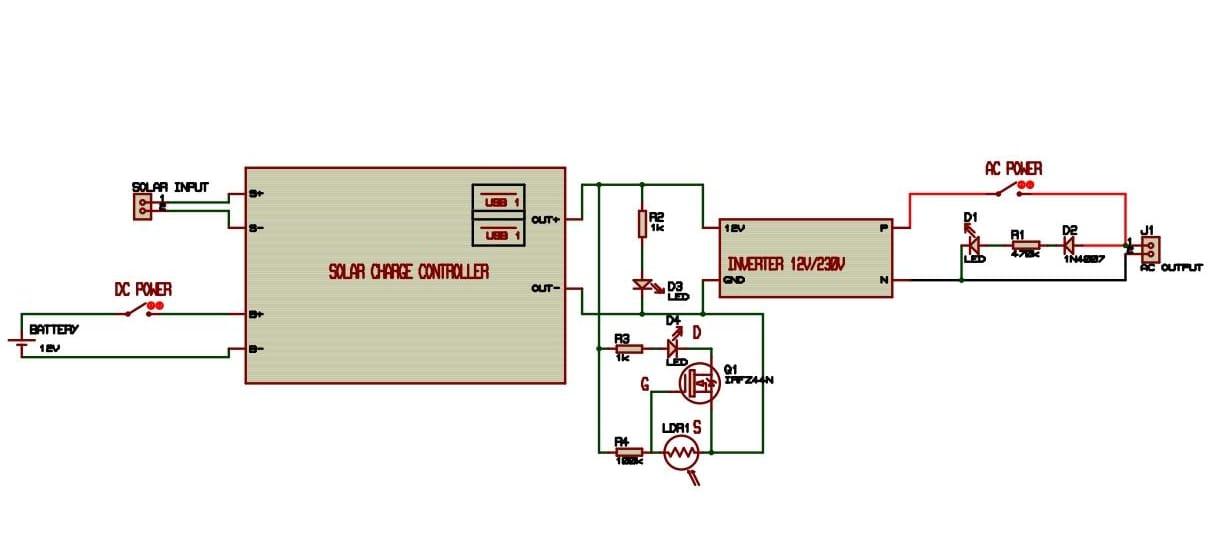 SOLAR INPUT
1
2
S+
S-
USB 1
USB 1
OUT+
SOLAR CHARGE CONTROLLER
OUT-
DC POWER
B+
B-
BATTERY
12V
R2
1k
D3
LED
12V
GND
INVERTER 12V/230V
P
N
AC POWER
D1
LED
R1
470k
D2
1N4007
J1
1
2
AC OUTPUT
D4
LED
D
R3
1k
G
Q1
IRFZ44N
LDR1
S
R4
100k